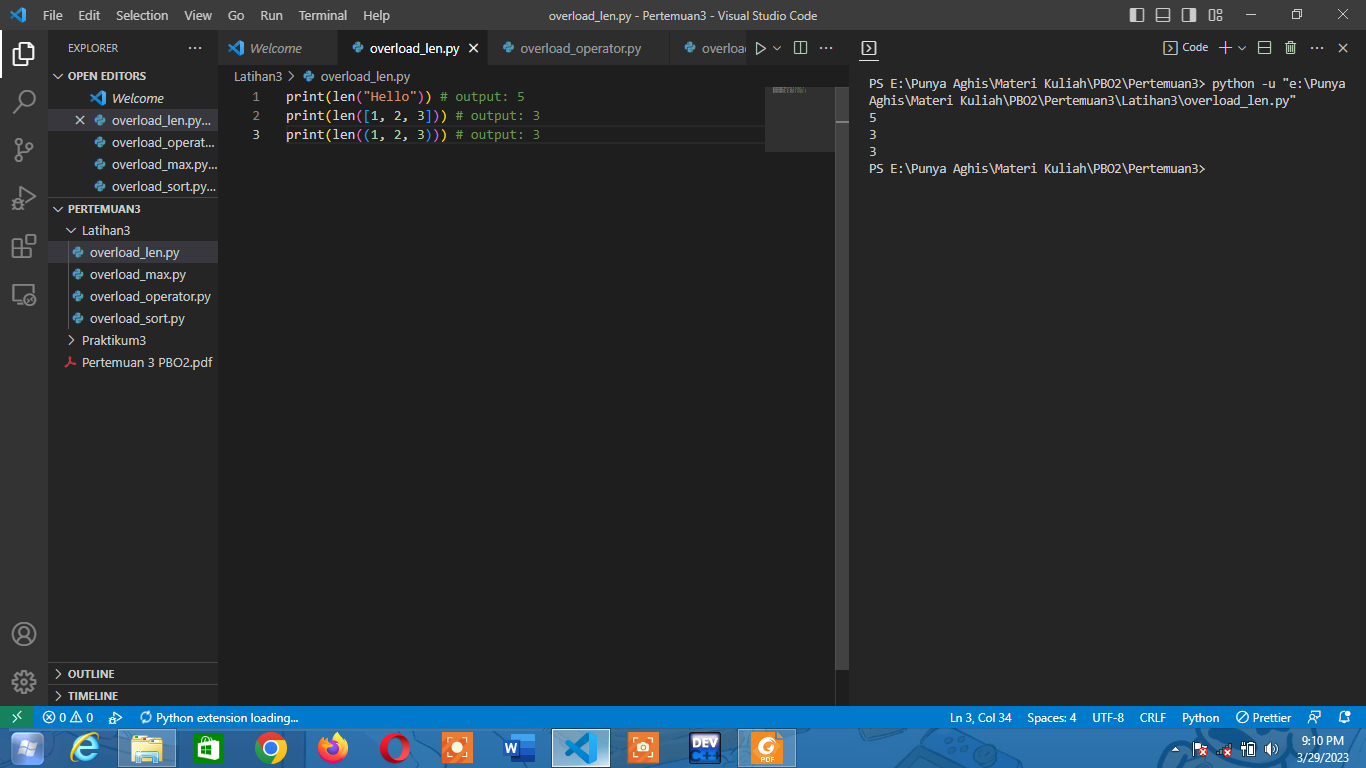 File Edit Selection View Go Run Terminal Help
overload_len.py - Pertemuan3 - Visual Studio Code
EXPLORER
OPEN EDITORS
Welcome
overload_len.py...
overload_operat...
overload_max.py...
overload_sort.py...
PERTEMUAN3
Latihan3
overload_len.py
overload_max.py
overload_operator.py
overload_sort.py
Praktikum3
Pertemuan 3 PBO2.pdf
OUTLINE
TIMELINE
Welcome overload_len.py overload_operator.py overloa
Latihan3 > overload_len.py
1 print(len("Hello")) # output: 5
2 print(len([1, 2, 3])) # output: 3
3 print(len((1, 2, 3))) # output: 3
Code
PS E:\Punya Aghis\Materi Kuliah\PBO2\Pertemuan3> python -u "e:\Punya
Aghis\Materi Kuliah\PBO2\Pertemuan3\Latihan3\overload_len.py"
5
3
3
PS E:\Punya Aghis\Materi Kuliah\PBO2\Pertemuan3>
0 0 Python extension loading... Ln 3, Col 34 Spaces: 4 UTF-8 CRLF Python Prettier
W DEV C++ PDF
9:10 PM
3/29/2023